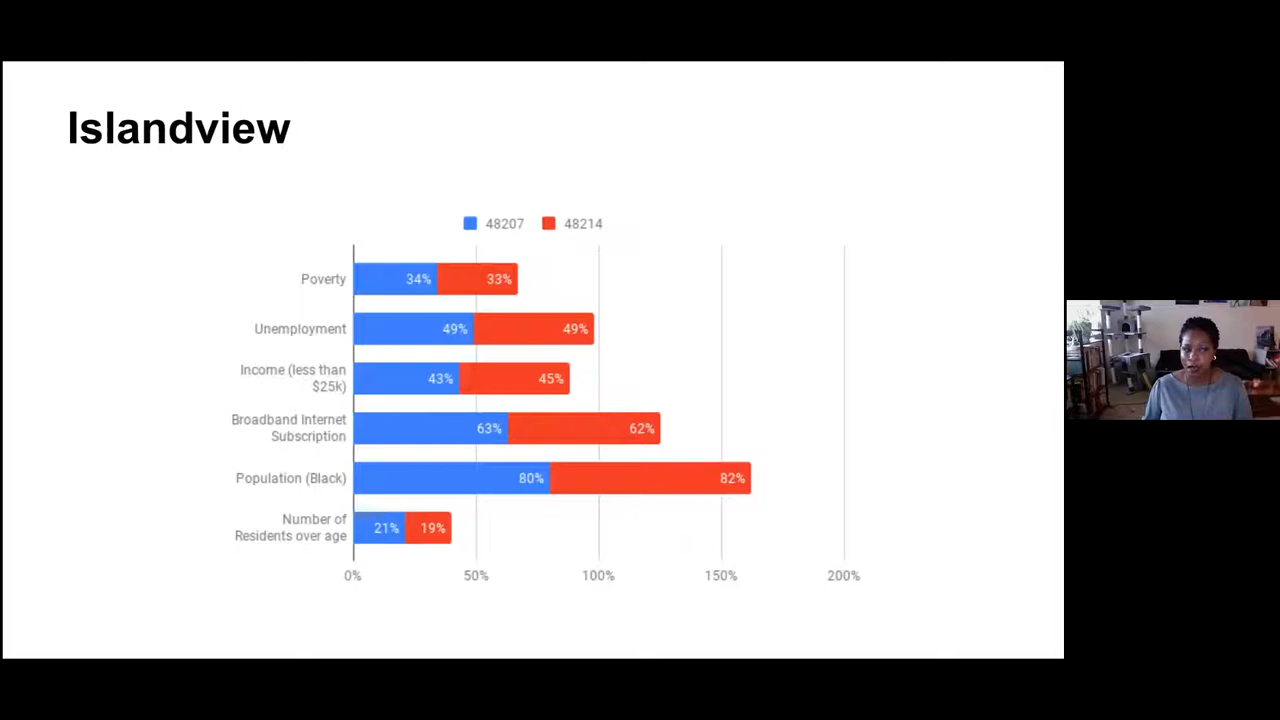 Islandview
48207 48214
Poverty 34% 33%
Unemployment 49% 49%
Income (less than
$25k) 43% 45%
Broadband Internet
Subscription 63% 62%
Population (Black) 80% 82%
Number of
Residents over age 21% 19%
0% 50% 100% 150% 200%